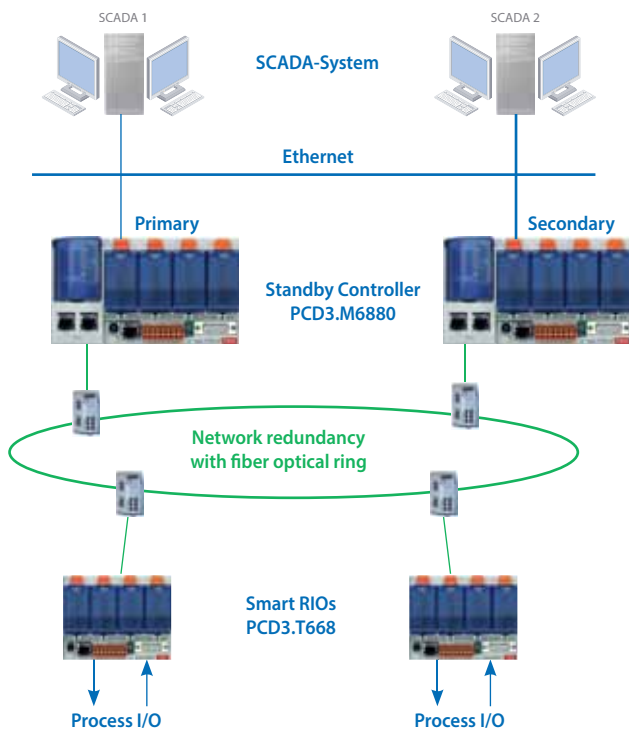 SCADA 1
SCADA 2
SCADA-System
Ethernet
Primary
Secondary
Standby Controller
PCD3.M6880
Network redundancy
with fiber optical ring
Smart RIOs
PCD3.T668
Process I/O
Process I/O